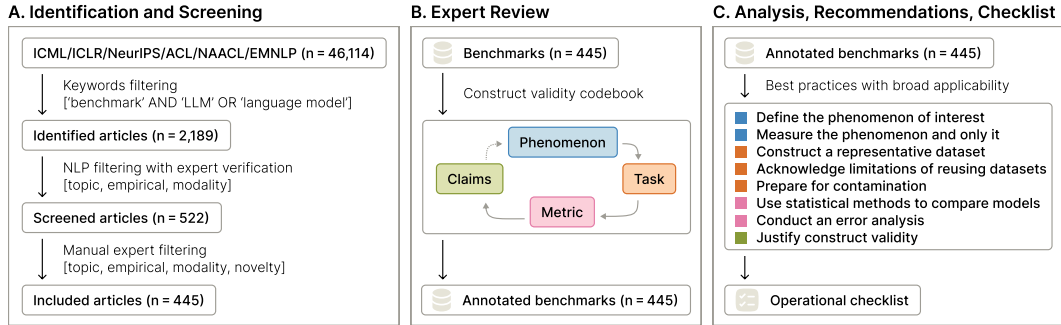 A. Identification and Screening
ICML/ICLR/NeurIPS/ACL/NAACL/EMNLP (n = 46,114)
Keywords filtering
['benchmark' AND 'LLM' OR 'language model']
Identified articles (n = 2,189)
NLP filtering with expert verification
[topic, empirical, modality]
Screened articles (n = 522)
Manual expert filtering
[topic, empirical, modality, novelty]
Included articles (n = 445)
B. Expert Review
Benchmarks (n = 445)
Construct validity codebook
Phenomenon
Claims
Task
Metric
Annotated benchmarks (n = 445)
C. Analysis, Recommendations, Checklist
Annotated benchmarks (n = 445)
Best practices with broad applicability
Define the phenomenon of interest
Measure the phenomenon and only it
Construct a representative dataset
Acknowledge limitations of reusing datasets
Prepare for contamination
Use statistical methods to compare models
Conduct an error analysis
Justify construct validity
Operational checklist